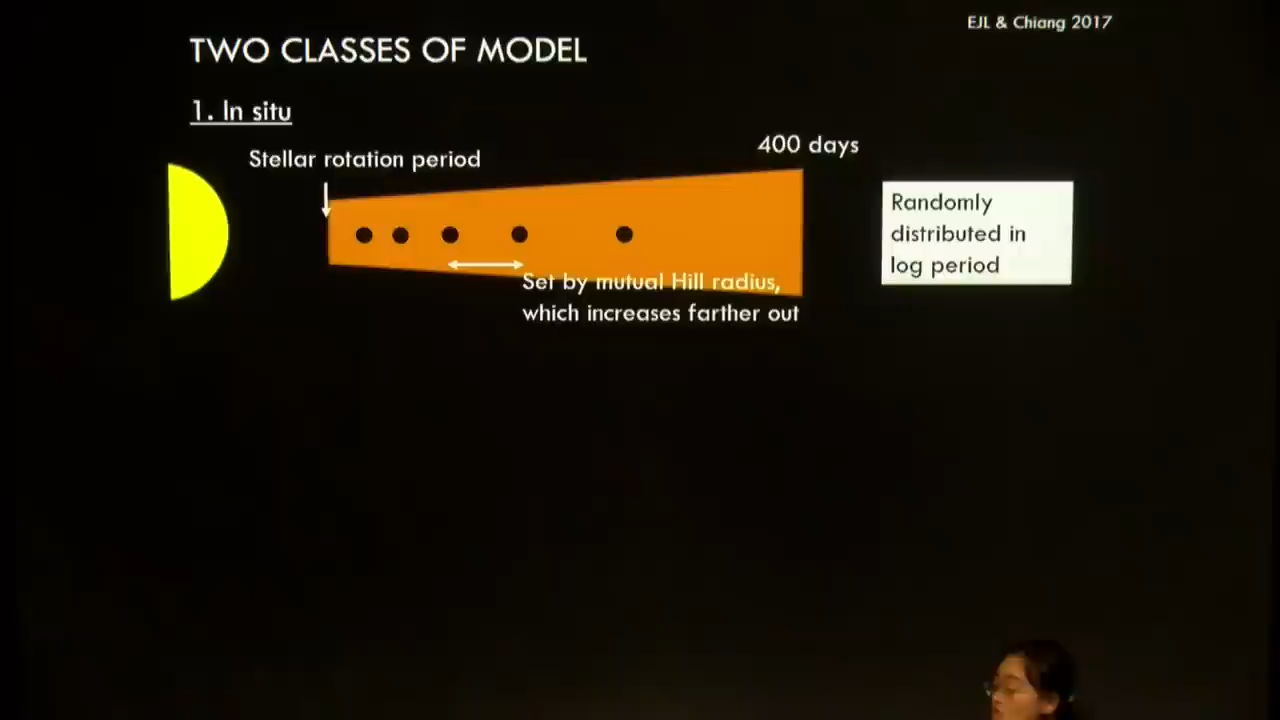 EJL & Chiang 2017
TWO CLASSES OF MODEL
1. In situ
400 days
Stellar rotation period
Randomly
distributed in
log period
Set by mutual Hill radius,
which increases farther out